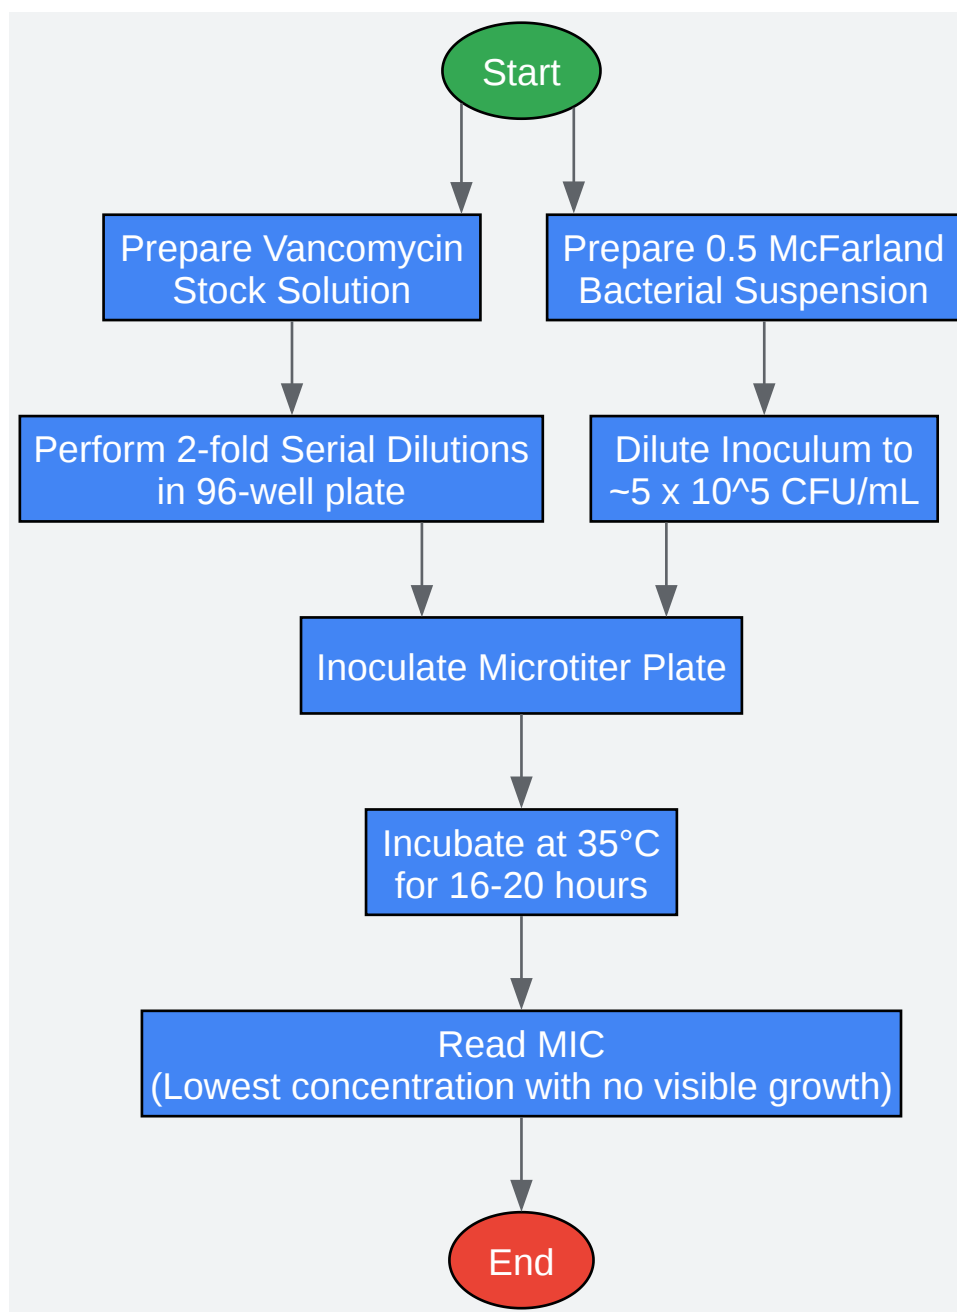 Start
Prepare Vancomycin
Stock Solution
Prepare 0.5 McFarland
Bacterial Suspension
Perform 2-fold Serial Dilutions
in 96-well plate
Dilute Inoculum to
~5 x 10^5 CFU/mL
Inoculate Microtiter Plate
Incubate at 35°C
for 16-20 hours
Read MIC
(Lowest concentration with no visible growth)
End